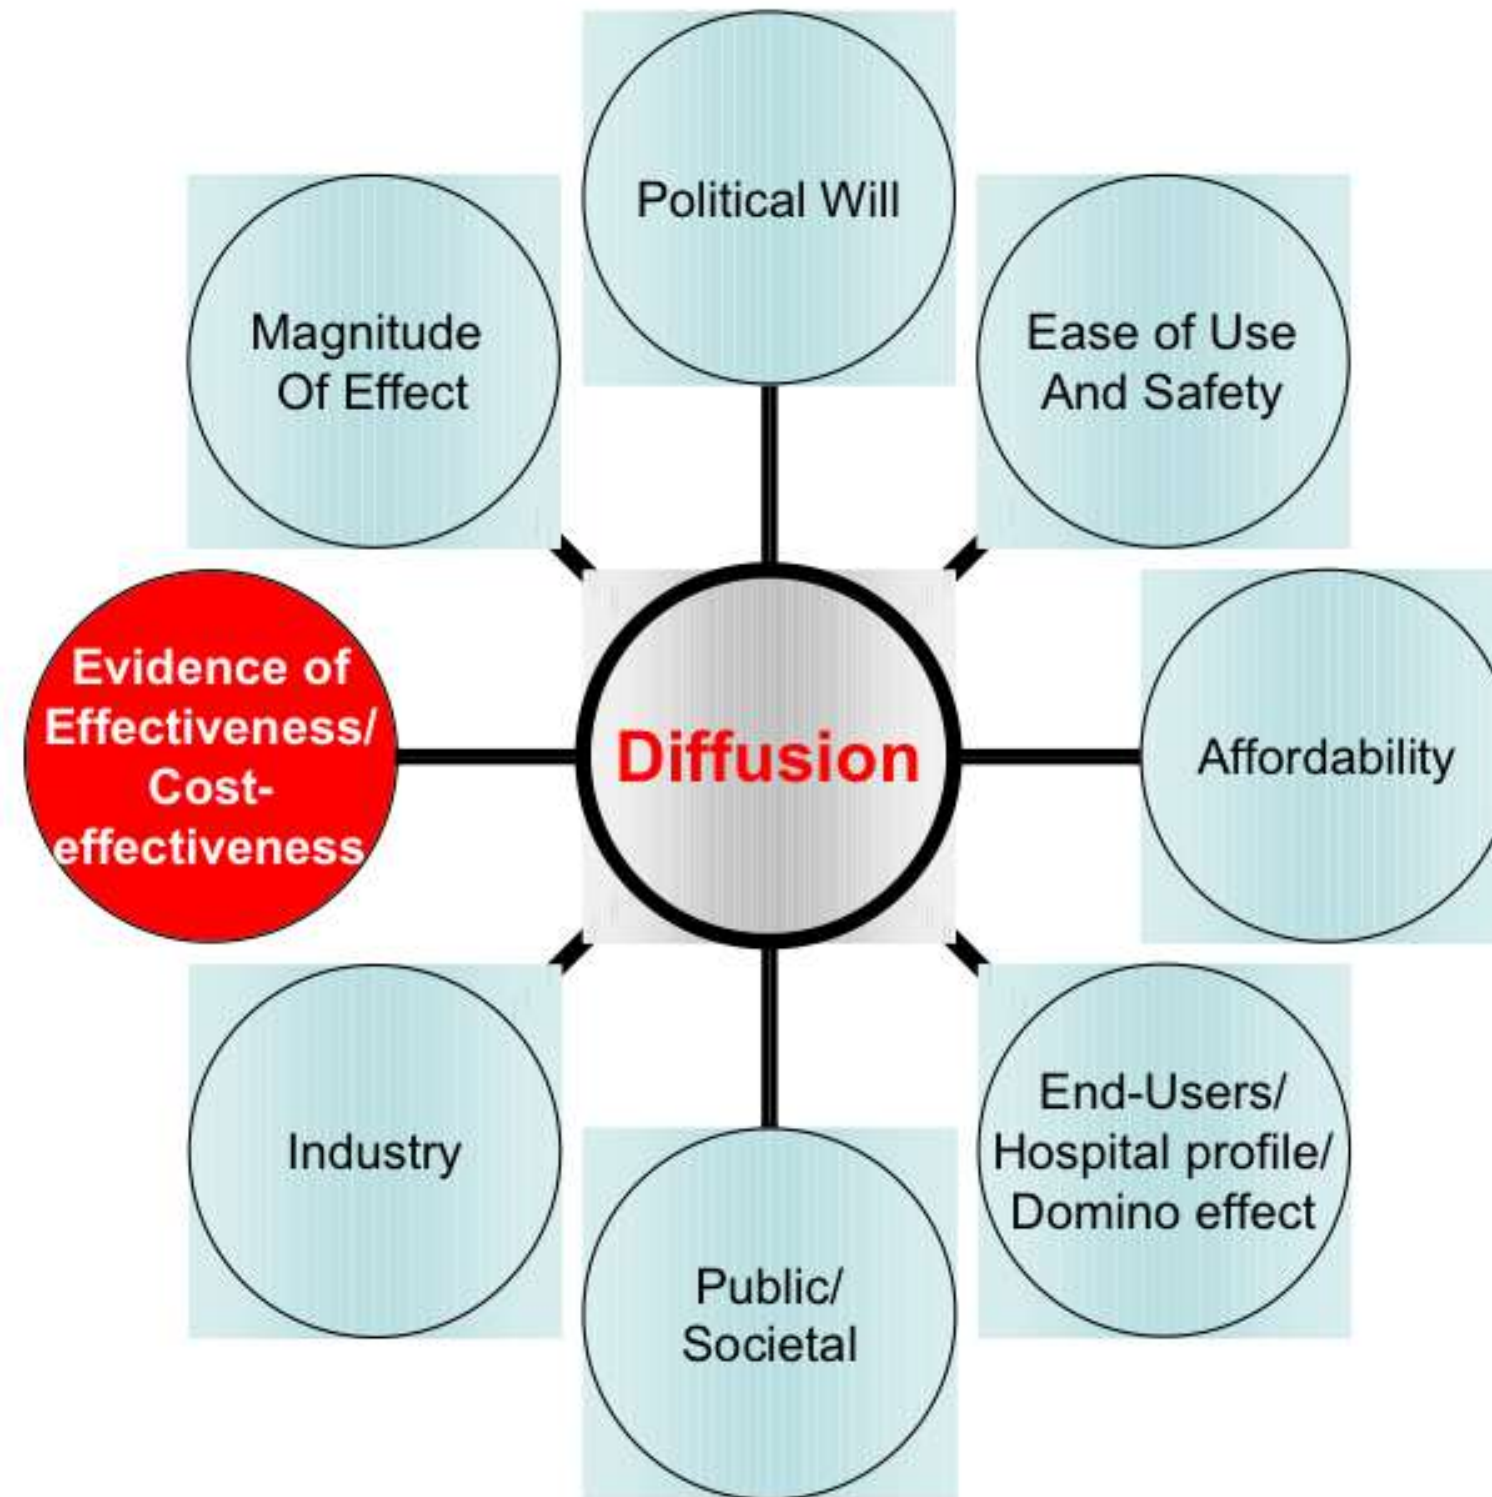 Political Will
Magnitude
Of Effect
Ease of Use
And Safety
Evidence of
Effectiveness/
Cost-
effectiveness
Diffusion
Affordability
Industry
End-Users/
Hospital profile/
Domino effect
Public/
Societal